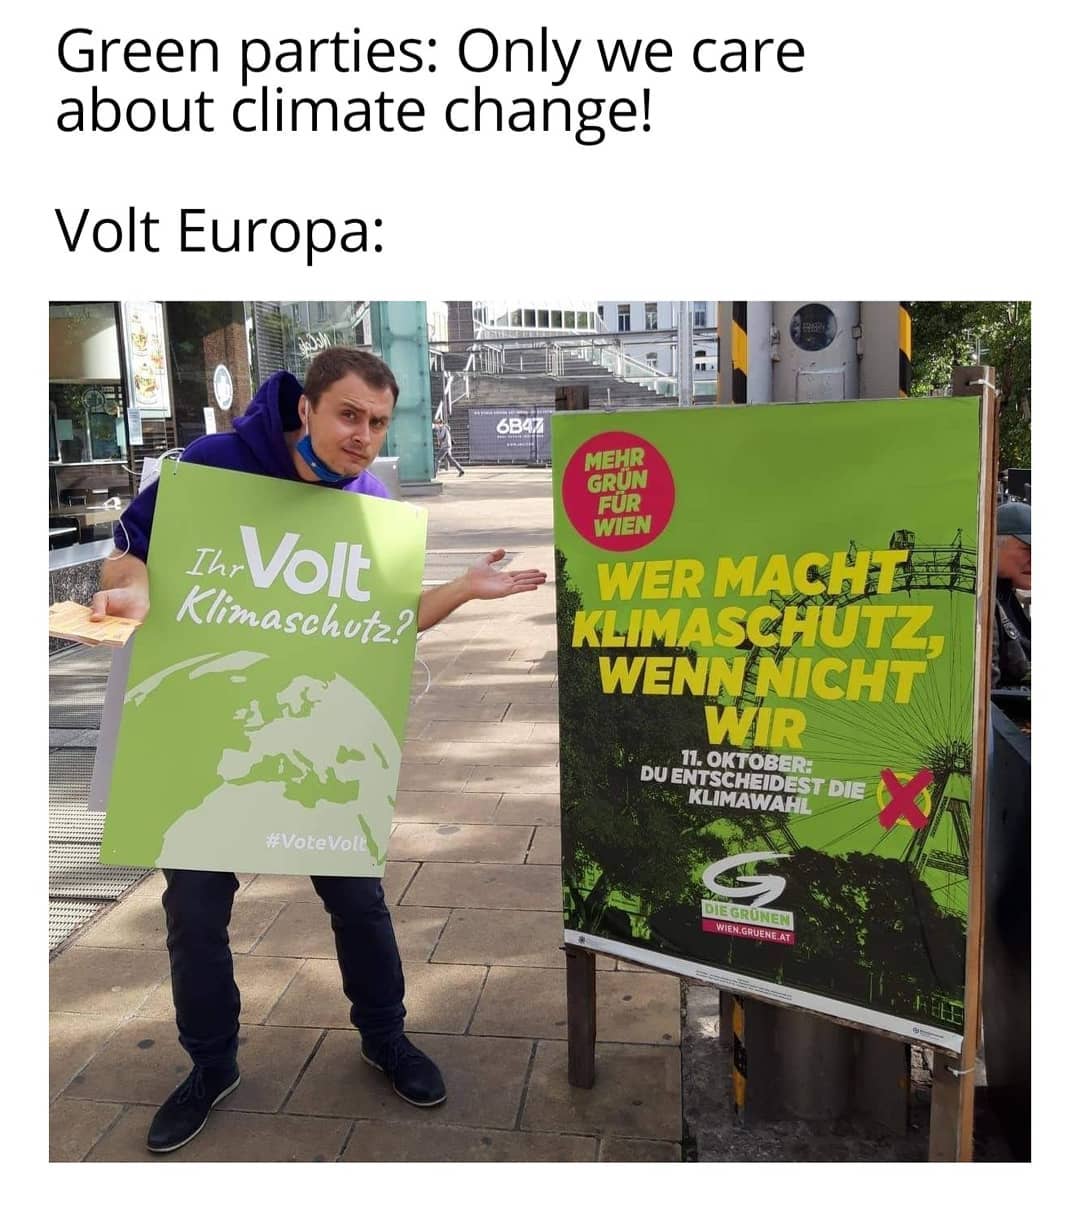 Green parties: Only we care
about climate change!
Volt Europa:
6B47
Ihr Volt
Klimaschutz?
#VoteVolt
MEHR
GRÜN
FÜR
WIEN
WER MACHT
KLIMASCHUTZ,
WENN NICHT
WIR
11. OKTOBER:
DU ENTSCHEIDEST DIE
KLIMAWAHL
DIE GRÜNEN
WIEN.GRUENE.AT